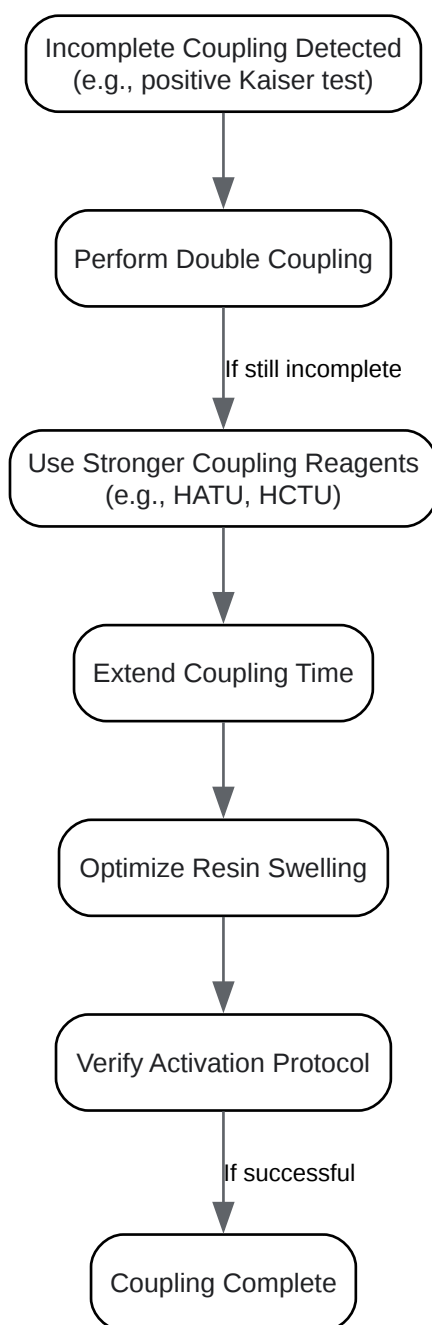 Incomplete Coupling Detected
(e.g., positive Kaiser test)
Perform Double Coupling
If still incomplete
Use Stronger Coupling Reagents
(e.g., HATU, HCTU)
Extend Coupling Time
Optimize Resin Swelling
Verify Activation Protocol
If successful
Coupling Complete